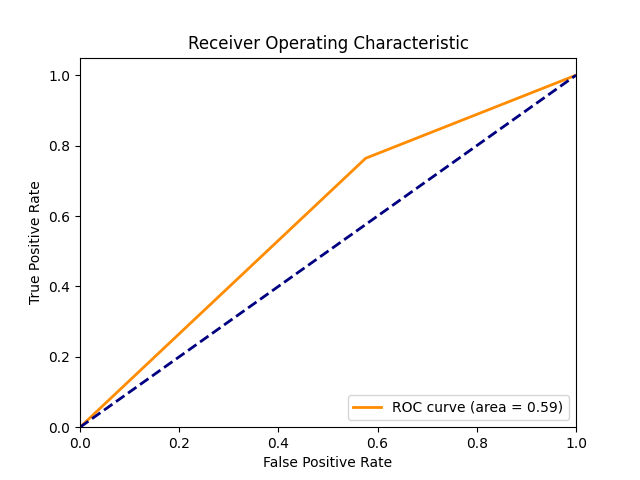 Receiver Operating Characteristic
True Positive Rate
1.0
0.8
0.6
0.4
0.2
0.0
ROC curve (area = 0.59)
0.0 0.2 0.4 0.6 0.8 1.0
False Positive Rate